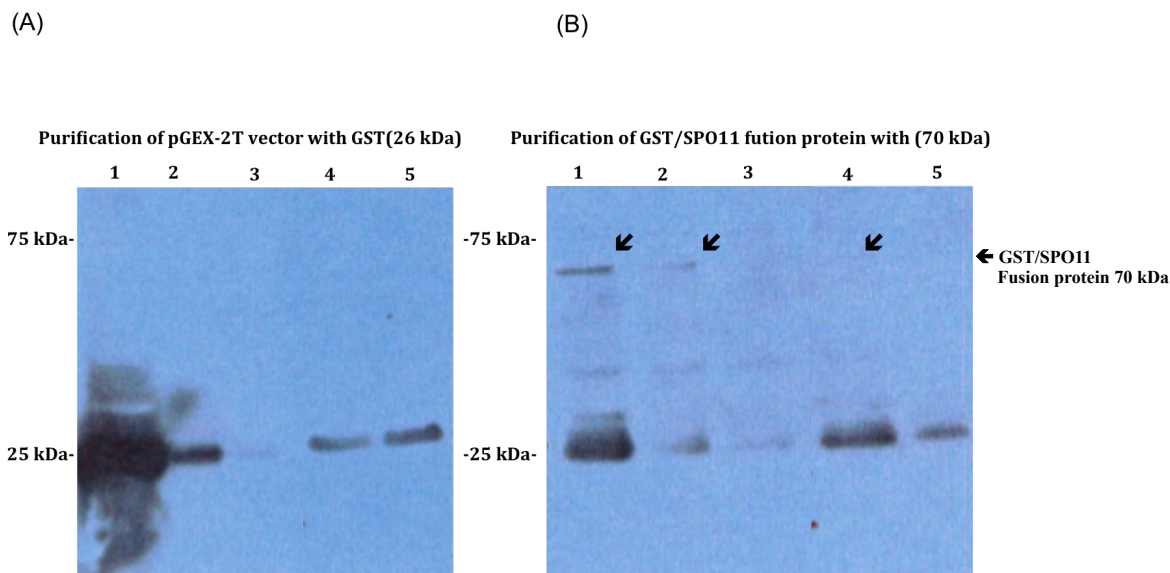 (A)
(B)
Purification of pGEX-2T vector with GST(26 kDa)
1 2 3 4 5
75 kDa-
25 kDa-
Purification of GST/SPO11 fution protein with (70 kDa)
1 2 3 4 5
-75 kDa-
-25 kDa-
GST/SPO11
Fusion protein 70 kDa